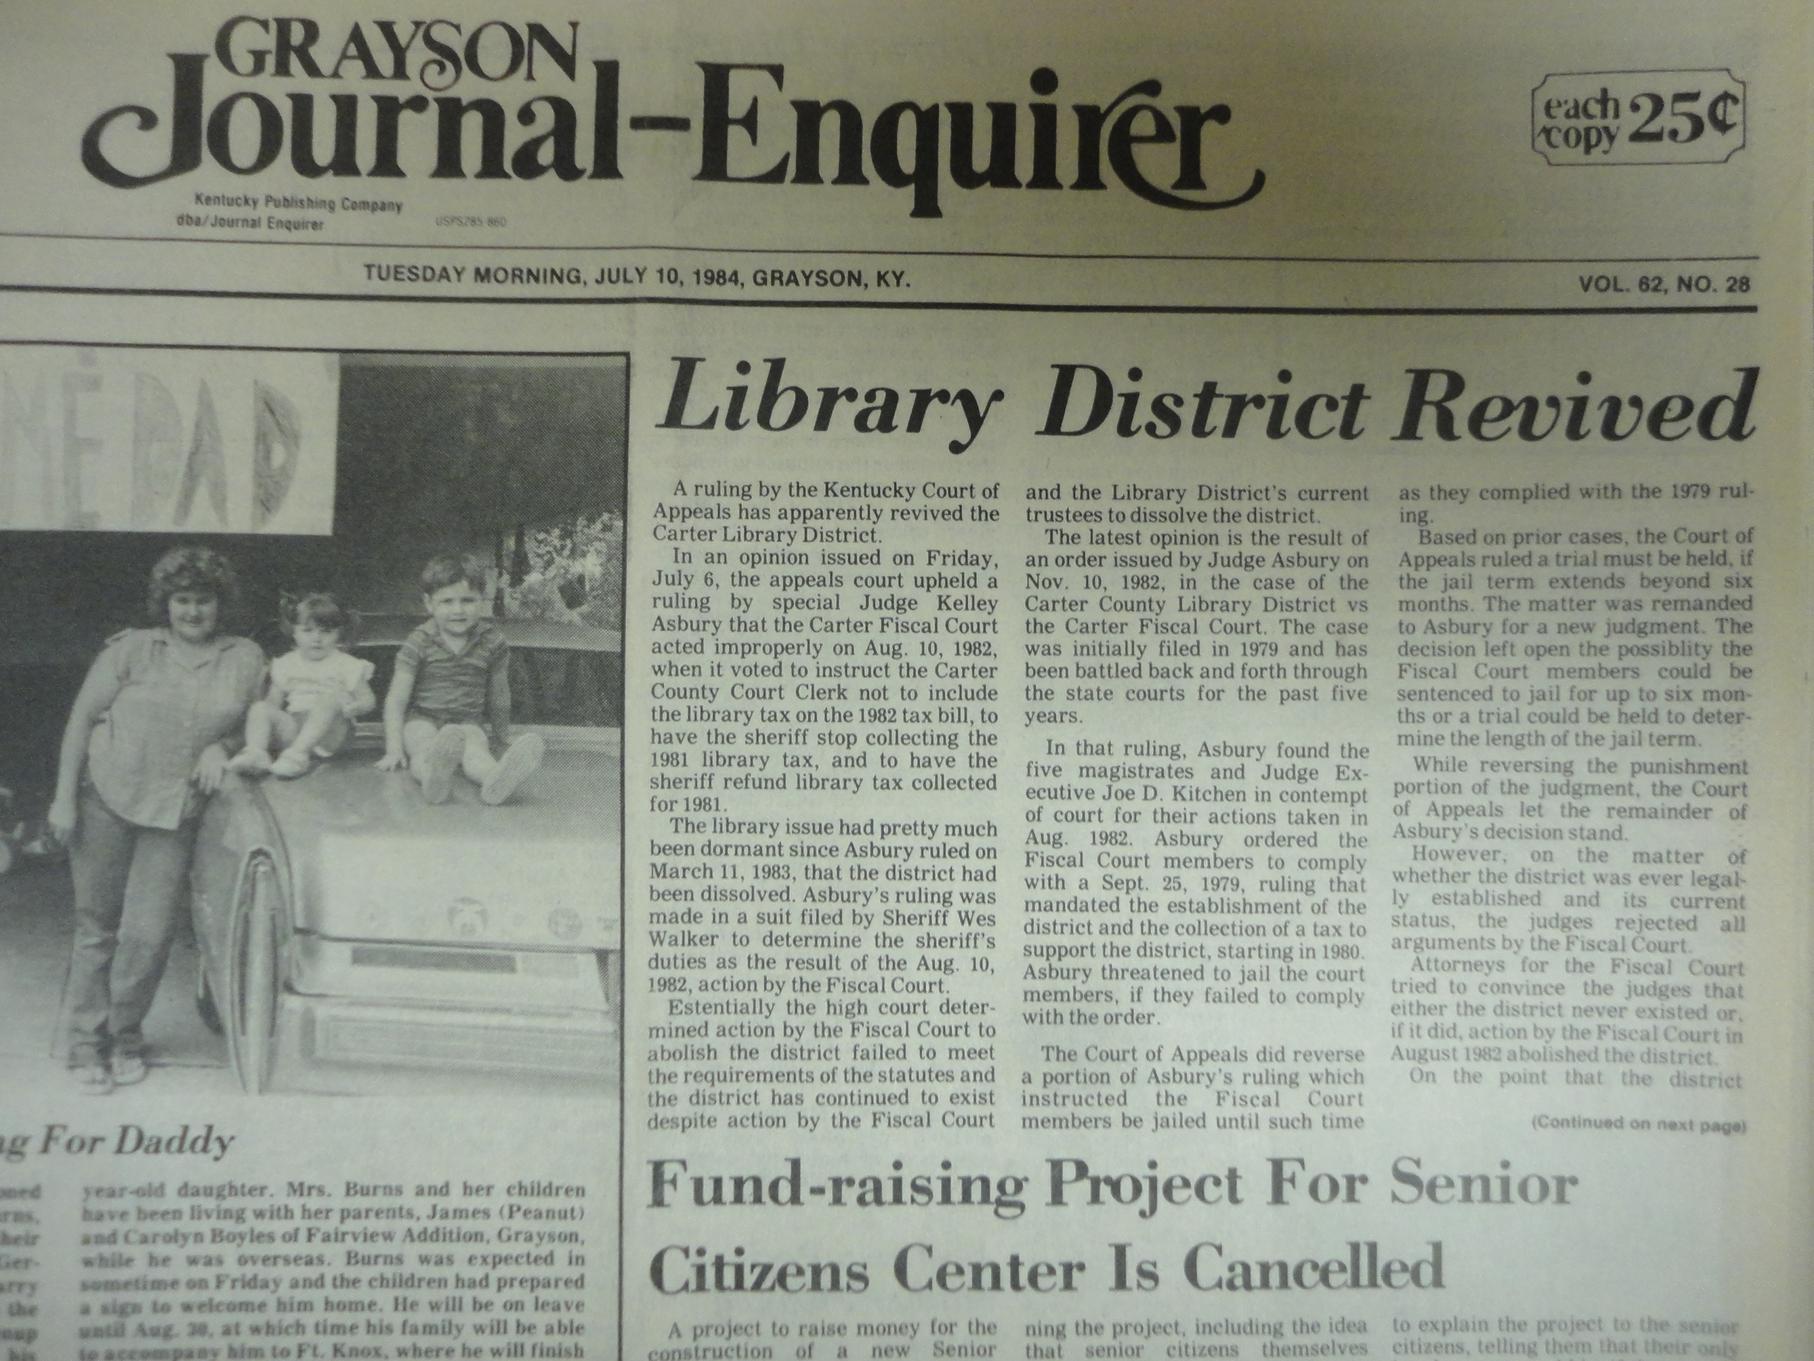 GRAYSON
Journal-Enquirer
each
copy 25¢
Kentucky Publishing Company
dba/Journal Enquirer
USPS285-860
TUESDAY MORNING, JULY 10, 1984, GRAYSON, KY.
VOL. 62, NO. 28
DAD
Library District Revived
A ruling by the Kentucky Court of
Appeals has apparently revived the
Carter Library District.
In an opinion issued on Friday,
July 6, the appeals court upheld a
ruling by special Judge Kelley
Asbury that the Carter Fiscal Court
acted improperly on Aug. 10, 1982,
when it voted to instruct the Carter
County Court Clerk not to include
the library tax on the 1982 tax bill, to
have the sheriff stop collecting the
1981 library tax, and to have the
sheriff refund library tax collected
for 1981.
The library issue had pretty much
been dormant since Asbury ruled on
March 11, 1983, that the district had
been dissolved. Asbury's ruling was
made in a suit filed by Sheriff Wes
Walker to determine the sheriff's
duties as the result of the Aug. 10,
1982, action by the Fiscal Court.
Estentially the high court deter-
mined action by the Fiscal Court to
abolish the district failed to meet
the requirements of the statutes and
the district has continued to exist
despite action by the Fiscal Court
and the Library District's current
trustees to dissolve the district.
The latest opinion is the result of
an order issued by Judge Asbury on
Nov. 10, 1982, in the case of the
Carter County Library District vs
the Carter Fiscal Court. The case
was initially filed in 1979 and has
been battled back and forth through
the state courts for the past five
years.
In that ruling, Asbury found the
five magistrates and Judge Ex-
ecutive Joe D. Kitchen in contempt
of court for their actions taken in
Aug. 1982. Asbury ordered the
Fiscal Court members to comply
with a Sept. 25, 1979, ruling that
mandated the establishment of the
district and the collection of a tax to
support the district, starting in 1980.
Asbury threatened to jail the court
members, if they failed to comply
with the order.
The Court of Appeals did reverse
a portion of Asbury's ruling which
instructed the Fiscal Court
members be jailed until such time
as they complied with the 1979 rul-
ing.
Based on prior cases, the Court of
Appeals ruled a trial must be held, if
the jail term extends beyond six
months. The matter was remanded
to Asbury for a new judgment. The
decision left open the possiblity the
Fiscal Court members could be
sentenced to jail for up to six mon-
ths or a trial could be held to deter-
mine the length of the jail term.
While reversing the punishment
portion of the judgment, the Court
of Appeals let the remainder of
Asbury's decision stand.
However, on the matter of
whether the district was ever legal-
ly established and its current
status, the judges rejected all
arguments by the Fiscal Court.
Attorneys for the Fiscal Court
tried to convince the judges that
either the district never existed or,
if it did, action by the Fiscal Court in
August 1982 abolished the district.
On the point that the district
(Continued on next page)
For Daddy
year-old daughter. Mrs. Burns and her children
have been living with her parents, James (Peanut)
and Carolyn Boyles of Fairview Addition, Grayson,
while he was overseas. Burns was expected in
sometime on Friday and the children had prepared
a sign to welcome him home. He will be on leave
until Aug. 30, at which time his family will be able
to accompany him to Ft. Knox, where he will finish
the
his
Fund-raising Project For Senior
Citizens Center Is Cancelled
A project to raise money for the
construction of a new Senior
ning the project, including the idea
that senior citizens themselves
to explain the project to the senior
citizens, telling them that their only